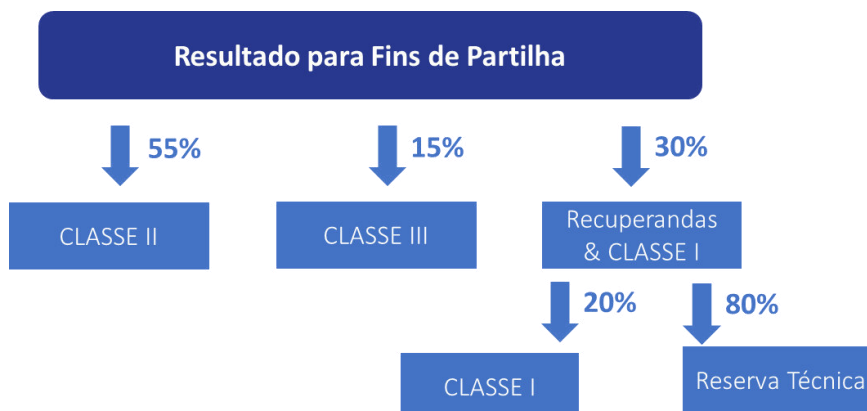 Resultado para Fins de Partilha
55%
15%
30%
CLASSE II
CLASSE III
Recuperandas
& CLASSE I
20%
80%
CLASSE I
Reserva Técnica